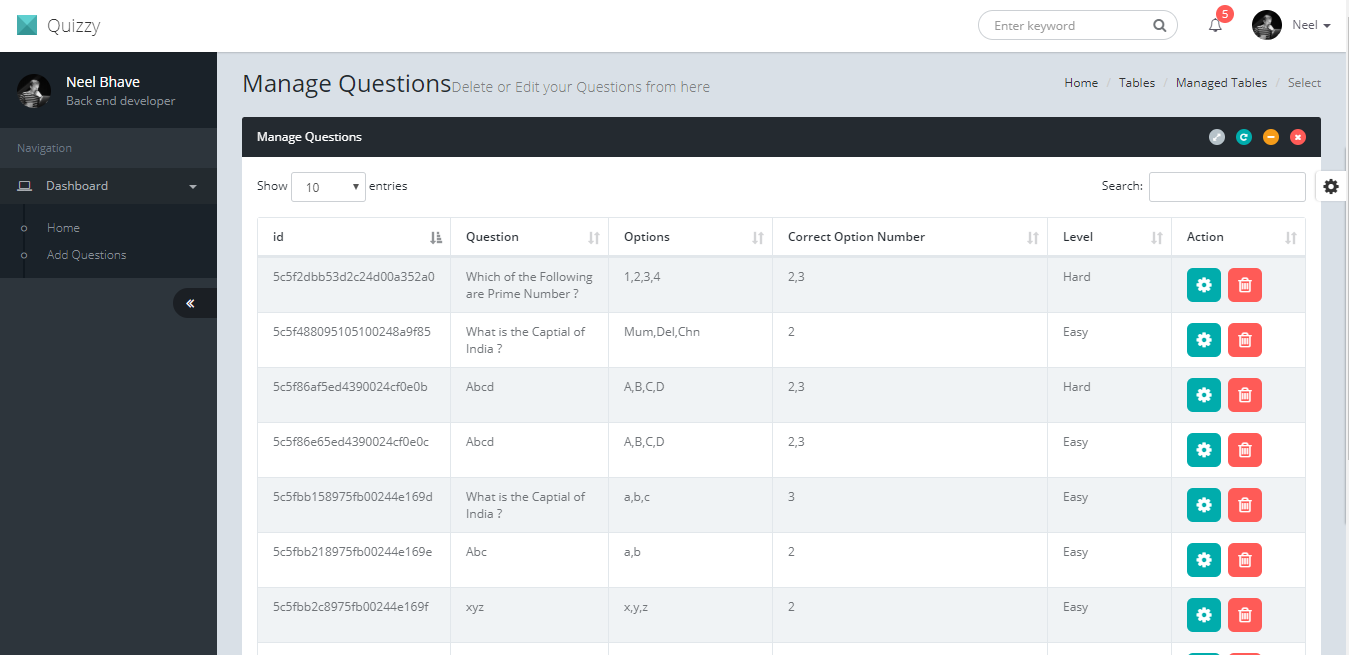 Quizzy
Enter keyword
5
Neel
Neel Bhave
Back end developer
Navigation
Dashboard
Home
Add Questions
Manage Questions Delete or Edit your Questions from here
Home / Tables / Managed Tables / Select
Manage Questions
Show 10 entries
Search:
id Question Options Correct Option Number Level Action
5c5f2dbb53d2c24d00a352a0 Which of the Following 1,2,3,4 2,3 Hard
are Prime Number ?
5c5f488095105100248a9f85 What is the Captial of Mum,Del,Chn 2 Easy
India ?
5c5f86af5ed4390024cf0e0b Abcd A,B,C,D 2,3 Hard
5c5f86e65ed4390024cf0e0c Abcd A,B,C,D 2,3 Easy
5c5fbb158975fb00244e169d What is the Captial of a,b,c 3 Easy
India ?
5c5fbb218975fb00244e169e Abc a,b 2 Easy
5c5fbb2c8975fb00244e169f xyz x,y,z 2 Easy